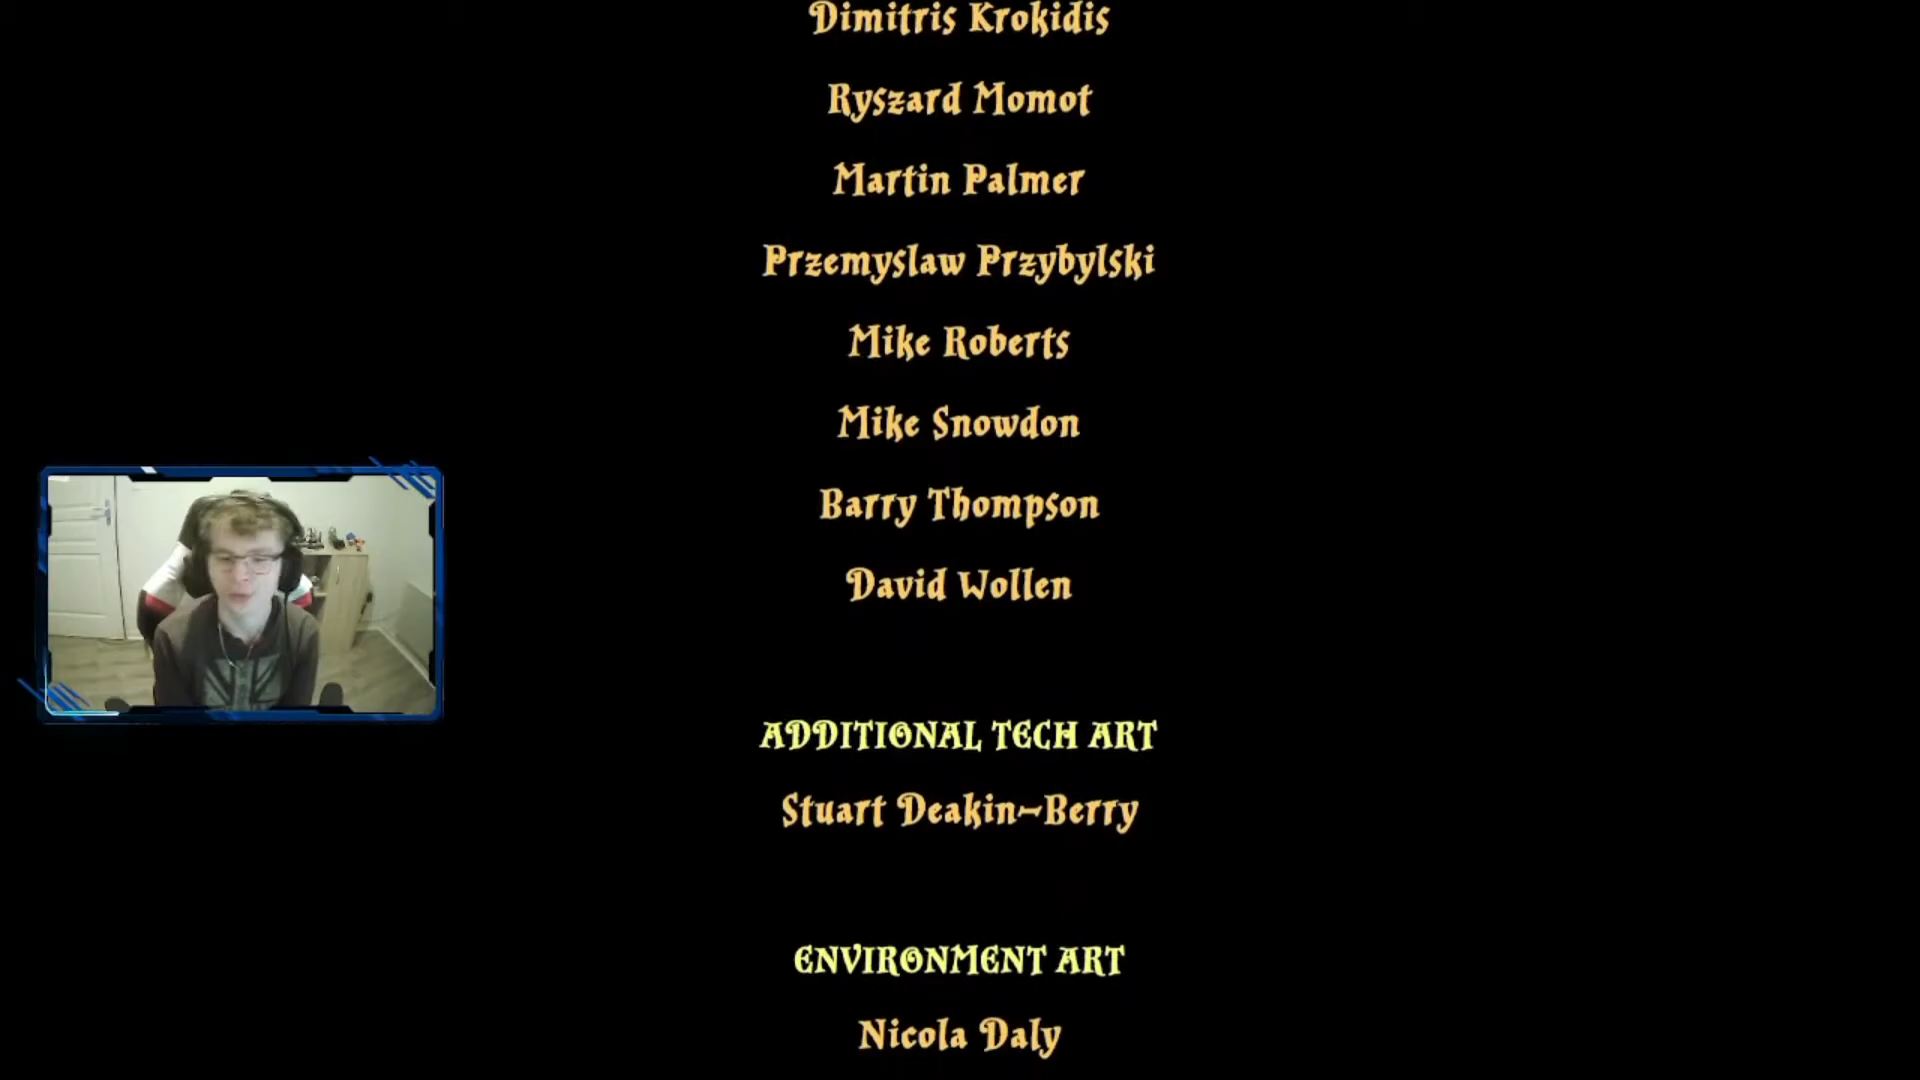 Dimitris Krokidis
Ryszard Momot
Martin Palmer
Przemyslaw Przybylski
Mike Roberts
Mike Snowdon
Barry Thompson
David Wollen
ADDITIONAL TECH ART
Stuart Deakin-Berry
ENVIRONMENT ART
Nicola Daly